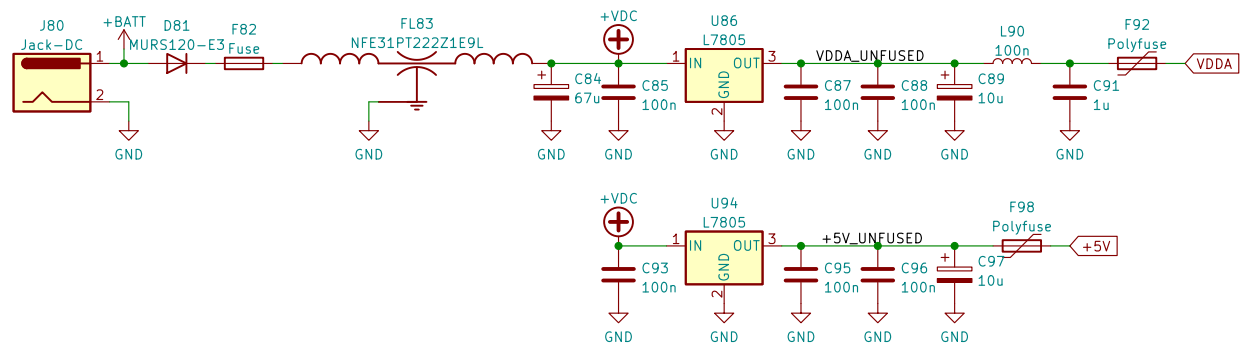 J80
Jack-DC
1
2
GND
+BATT
D81
MURS120-E3
F82
Fuse
FL83
NFE31PT222Z1E9L
GND
C84
67u
GND
+VDC
C85
100n
GND
U86
L7805
1
IN
OUT
3
GND
2
GND
VDDA_UNFUSED
C87
100n
GND
C88
100n
GND
C89
10u
GND
L90
100n
C91
1u
GND
F92
Polyfuse
VDDA
+VDC
C93
100n
GND
U94
L7805
1
IN
OUT
3
GND
2
GND
+5V_UNFUSED
C95
100n
GND
C96
100n
GND
C97
10u
GND
F98
Polyfuse
+5V